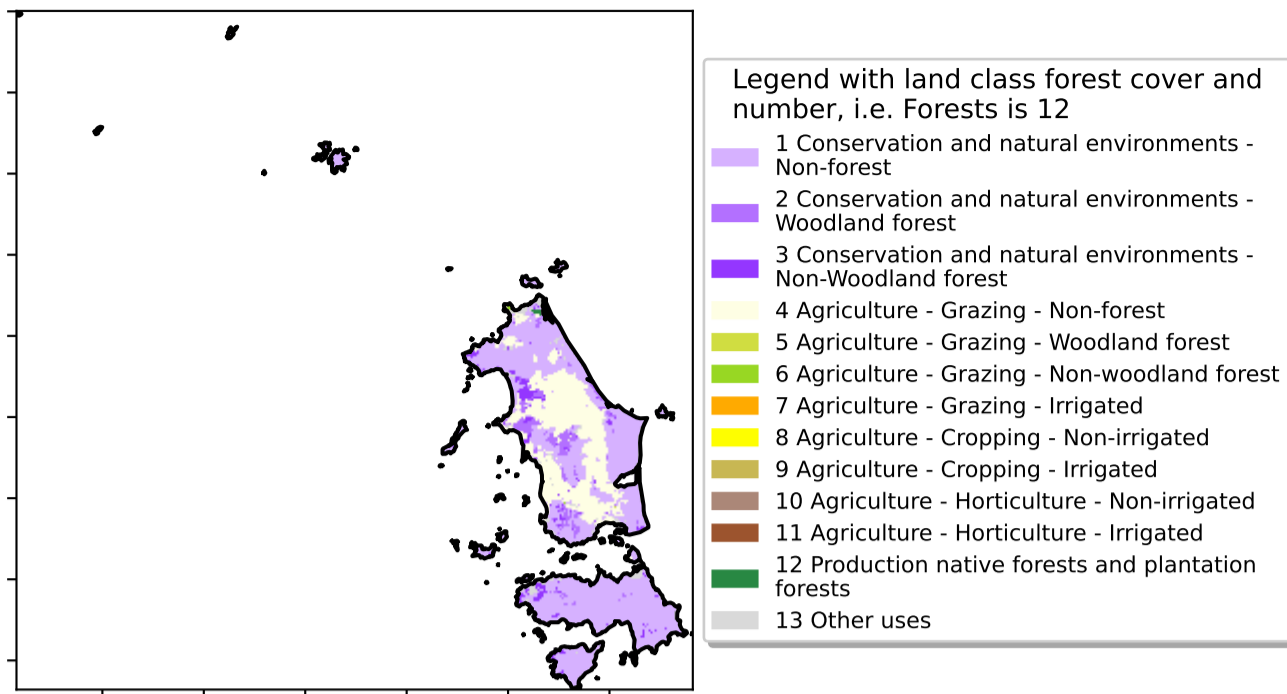 Legend with land class forest cover and
number, i.e. Forests is 12
1 Conservation and natural environments -
Non-forest
2 Conservation and natural environments -
Woodland forest
3 Conservation and natural environments -
Non-Woodland forest
4 Agriculture - Grazing - Non-forest
5 Agriculture - Grazing - Woodland forest
6 Agriculture - Grazing - Non-woodland forest
7 Agriculture - Grazing - Irrigated
8 Agriculture - Cropping - Non-irrigated
9 Agriculture - Cropping - Irrigated
10 Agriculture - Horticulture - Non-irrigated
11 Agriculture - Horticulture - Irrigated
12 Production native forests and plantation
forests
13 Other uses